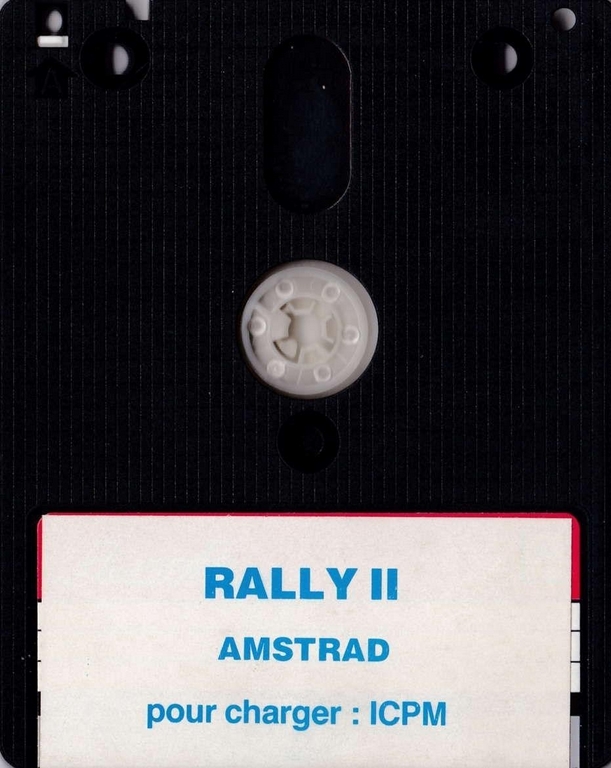 A
RALLY II
AMSTRAD
pour charger : ICPM